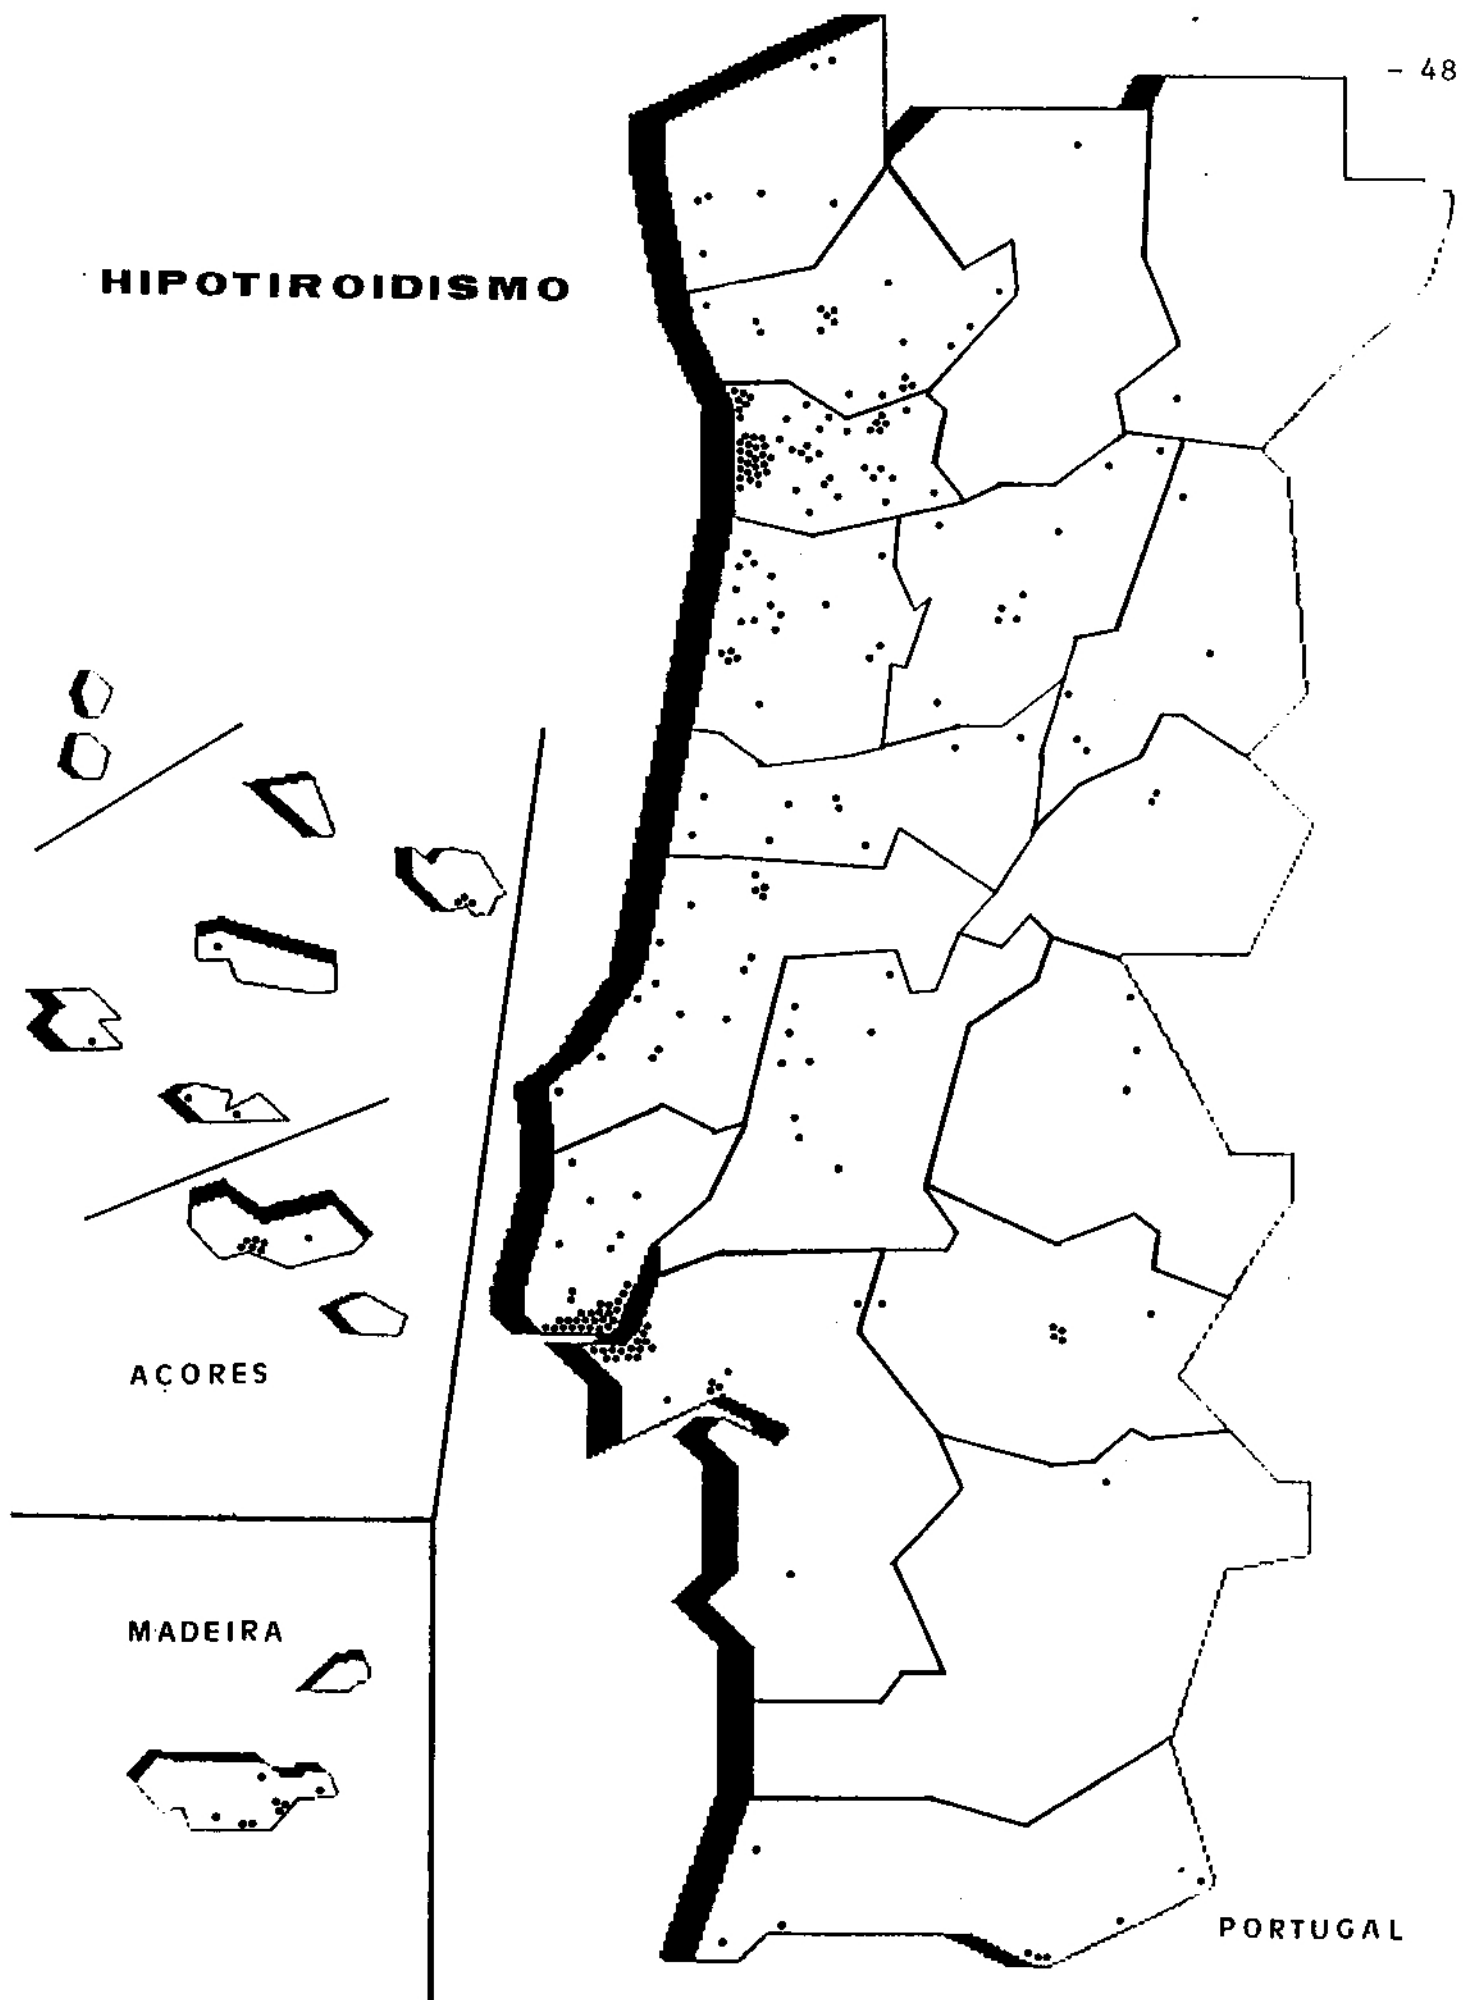 - 48
HIPOTIROIDISMO
AÇORES
MADEIRA
PORTUGAL